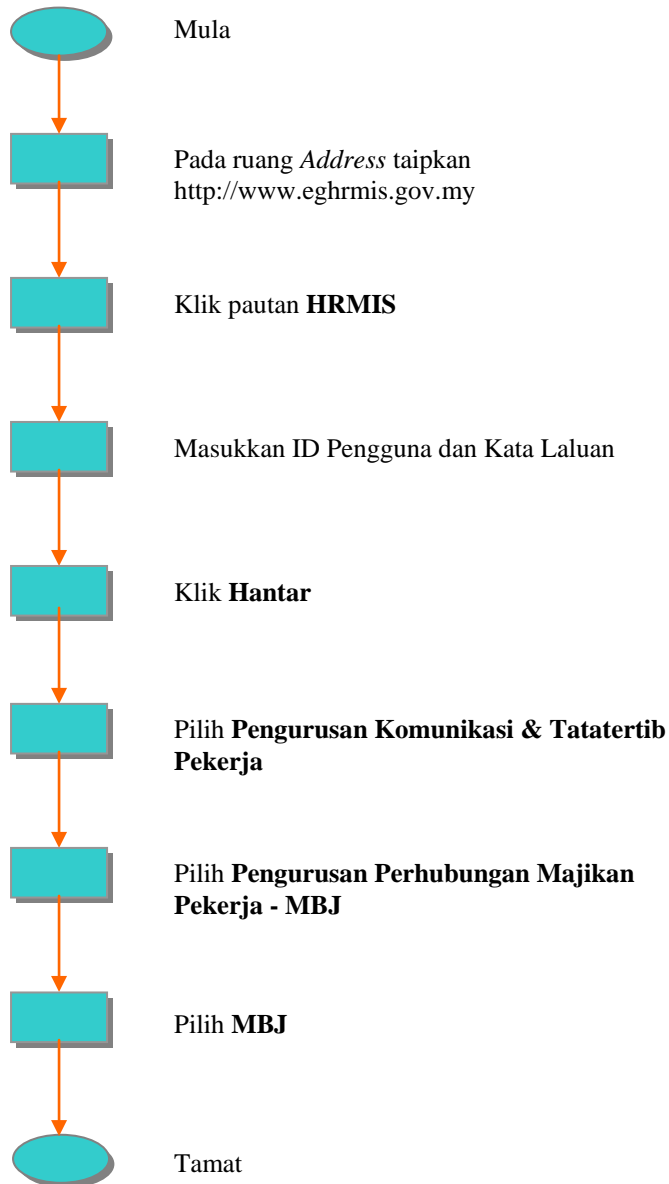 Mula
Pada ruang Address taipkan
http://www.eghrmis.gov.my
Klik pautan HRMIS
Masukkan ID Pengguna dan Kata Laluan
Klik Hantar
Pilih Pengurusan Komunikasi & Tatatertib
Pekerja
Pilih Pengurusan Perhubungan Majikan
Pekerja - MBJ
Pilih MBJ
Tamat